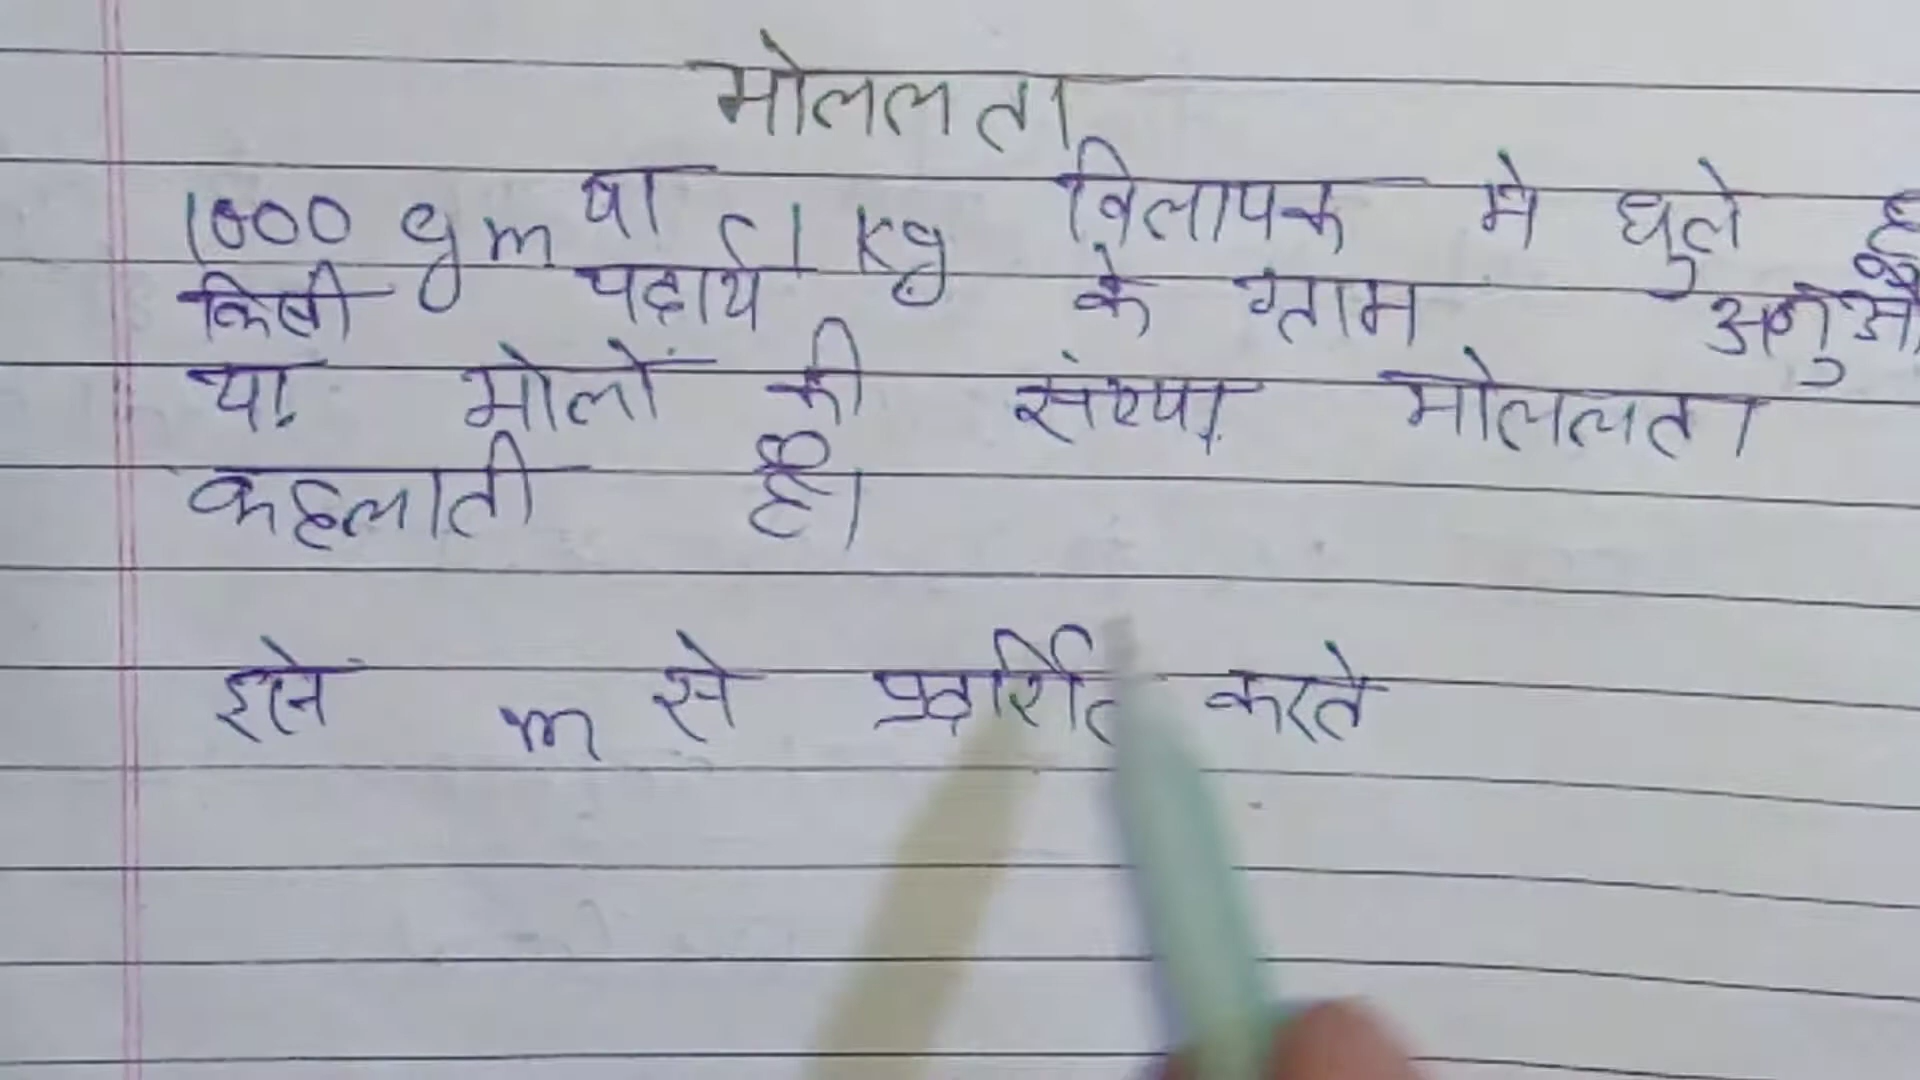 मोललता
1000 gm या 1 kg विलायक मे घुले हु
किसी पदार्थ के ग्राम अणुओ
या मोलों की संख्या मोललता
कहलाती है।
इसे m से प्रदर्शित करते